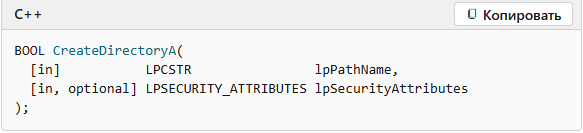 C++
Копировать
BOOL CreateDirectoryA(
  [in]           LPCSTR                lpPathName,
  [in, optional] LPSECURITY_ATTRIBUTES lpSecurityAttributes
);